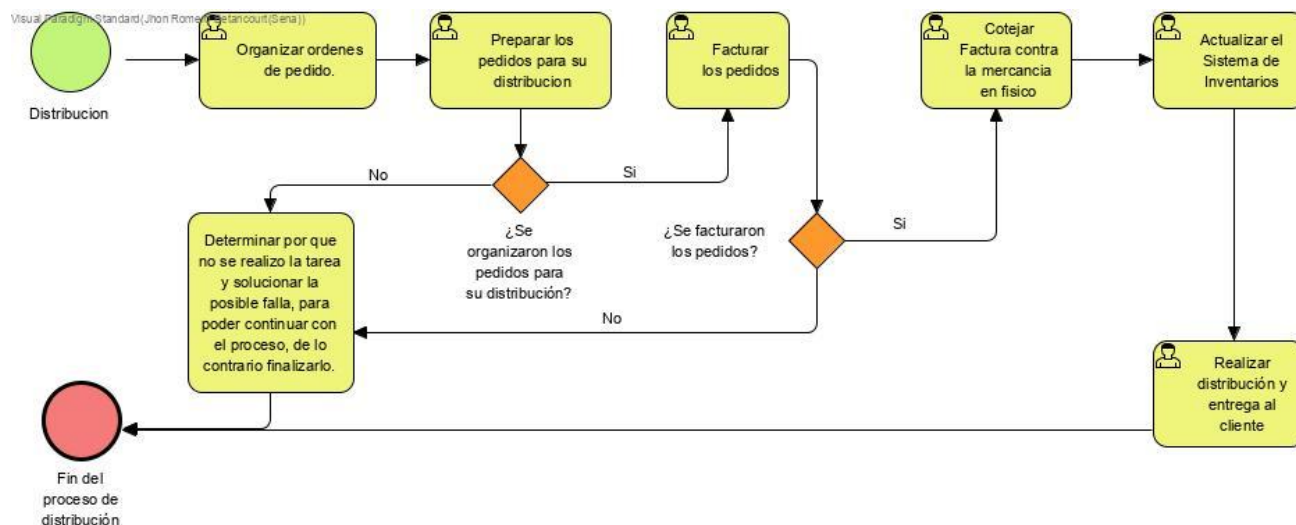 Visual Paradigm Standard(Jhon Romero Betancourt(Sena))
Distribucion
Organizar ordenes
de pedido.
Preparar los
pedidos para su
distribucion
Facturar
los pedidos
Cotejar
Factura contra
la mercancia
en fisico
Actualizar el
Sistema de
Inventarios
No
Si
¿Se
organizaron los
pedidos para
su distribución?
¿Se facturaron
los pedidos?
Si
No
Determinar por que
no se realizo la tarea
y solucionar la
posible falla, para
poder continuar con
el proceso, de lo
contrario finalizarlo.
Realizar
distribución y
entrega al
cliente
Fin del
proceso de
distribución